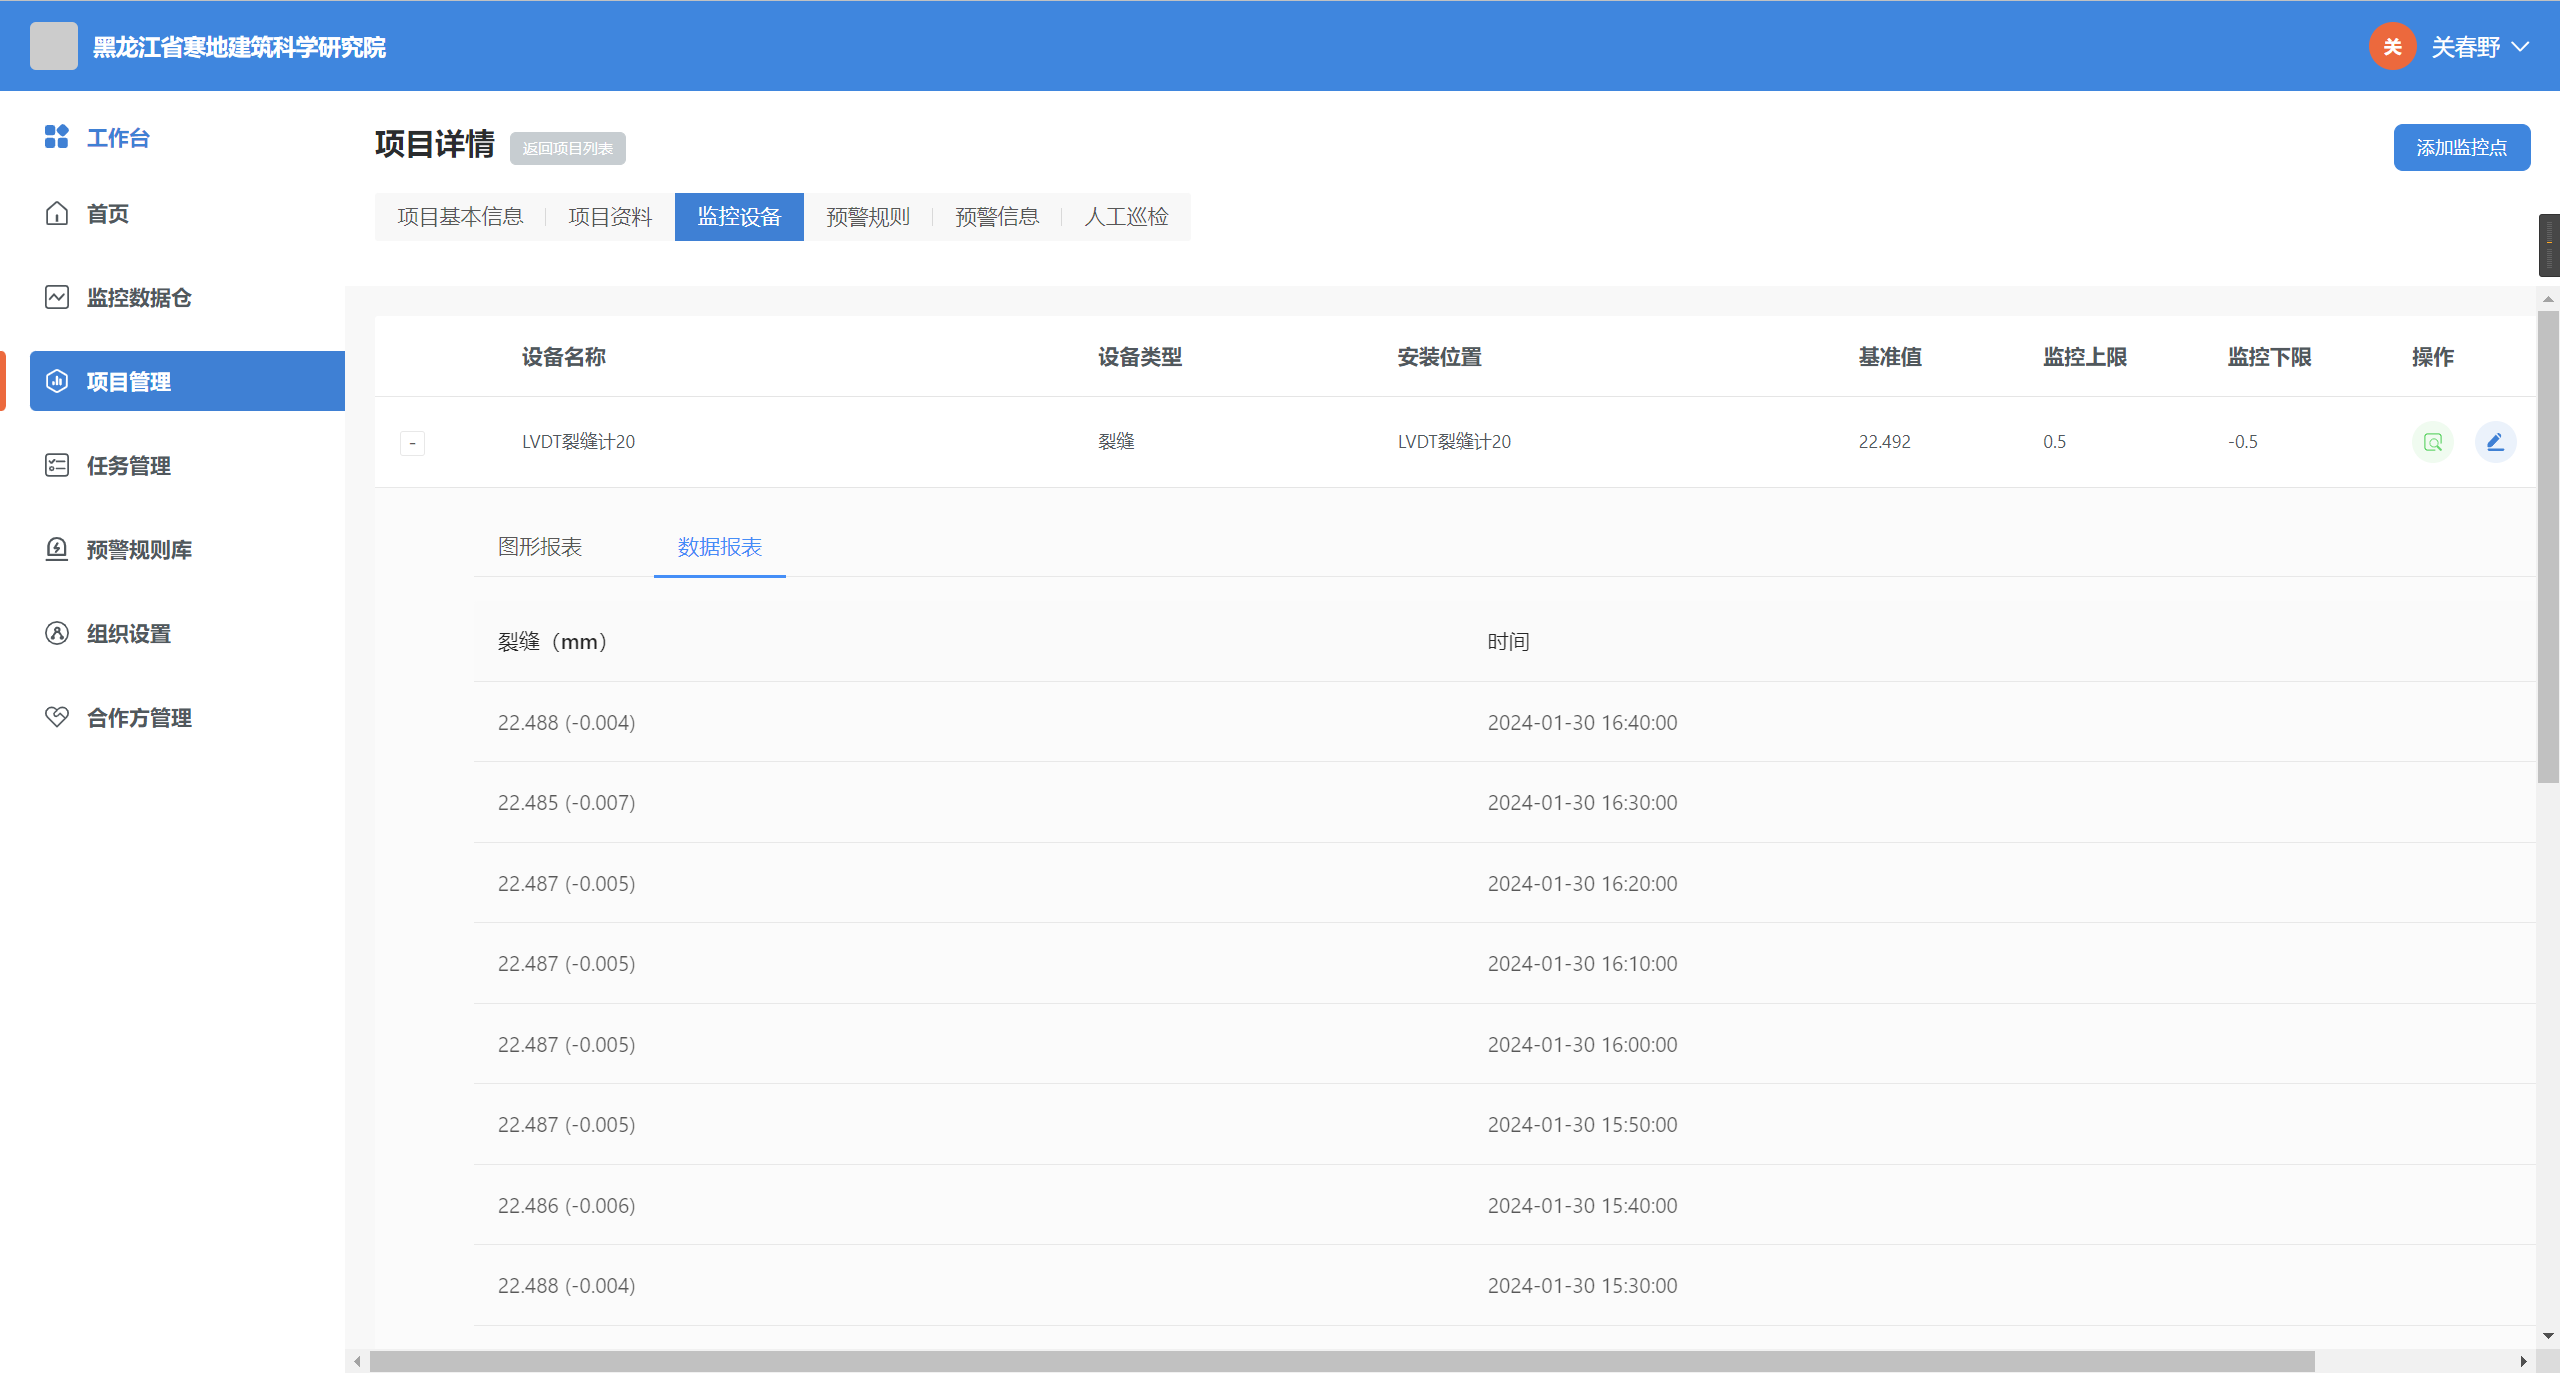 黑龙江省寒地建筑科学研究院
关 关春野
工作台
首页
监控数据仓
项目管理
任务管理
预警规则库
组织设置
合作方管理
项目详情 返回项目列表 添加监控点
项目基本信息 项目资料 监控设备 预警规则 预警信息 人工巡检
设备名称 设备类型 安装位置 基准值 监控上限 监控下限 操作
- LVDT裂缝计20 裂缝 LVDT裂缝计20 22.492 0.5 -0.5
图形报表 数据报表
裂缝（mm） 时间
22.488 (-0.004) 2024-01-30 16:40:00
22.485 (-0.007) 2024-01-30 16:30:00
22.487 (-0.005) 2024-01-30 16:20:00
22.487 (-0.005) 2024-01-30 16:10:00
22.487 (-0.005) 2024-01-30 16:00:00
22.487 (-0.005) 2024-01-30 15:50:00
22.486 (-0.006) 2024-01-30 15:40:00
22.488 (-0.004) 2024-01-30 15:30:00